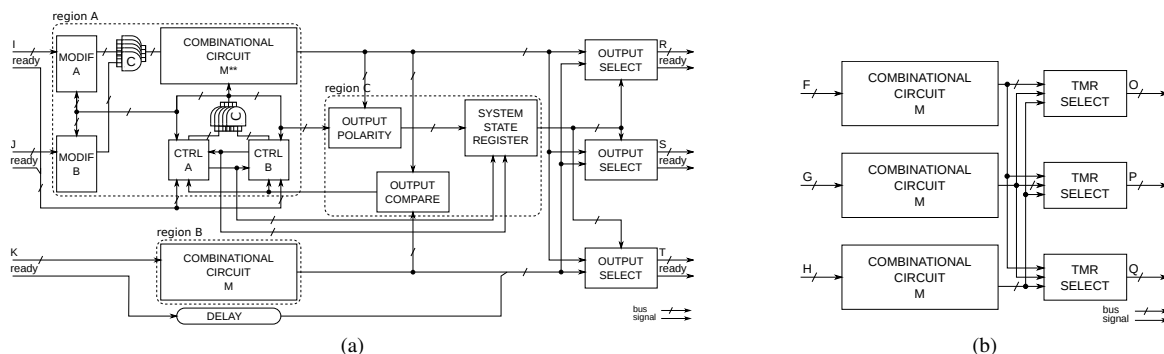 region A
I
ready
MODIF
A
C
COMBINATIONAL
CIRCUIT
M**
J
ready
MODIF
B
C
CTRL
A
CTRL
B
region C
OUTPUT
POLARITY
SYSTEM
STATE
REGISTER
OUTPUT
COMPARE
OUTPUT
SELECT
R
ready
OUTPUT
SELECT
S
ready
region B
K
ready
COMBINATIONAL
CIRCUIT
M
DELAY
OUTPUT
SELECT
T
ready
bus
signal
(a)
F
COMBINATIONAL
CIRCUIT
M
TMR
SELECT
O
G
COMBINATIONAL
CIRCUIT
M
TMR
SELECT
P
H
COMBINATIONAL
CIRCUIT
M
TMR
SELECT
Q
bus
signal
(b)